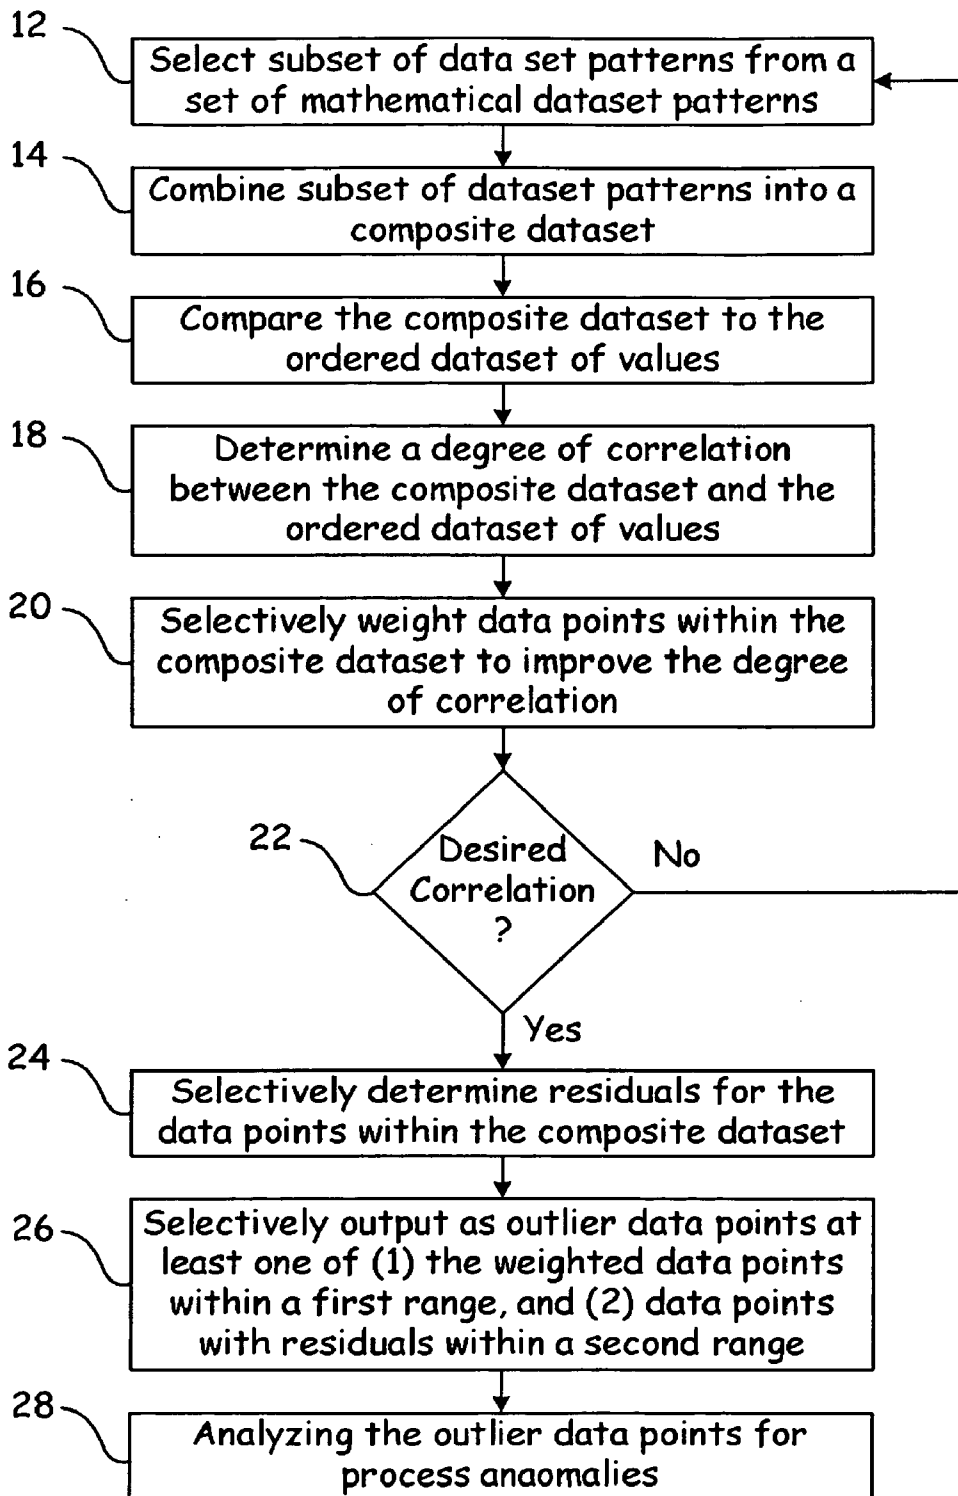 12
Select subset of data set patterns from a
set of mathematical dataset patterns
14
Combine subset of dataset patterns into a
composite dataset
16
Compare the composite dataset to the
ordered dataset of values
18
Determine a degree of correlation
between the composite dataset and the
ordered dataset of values
20
Selectively weight data points within the
composite dataset to improve the degree
of correlation
22
Desired
Correlation
?
No
Yes
24
Selectively determine residuals for the
data points within the composite dataset
26
Selectively output as outlier data points at
least one of (1) the weighted data points
within a first range, and (2) data points
with residuals within a second range
28
Analyzing the outlier data points for
process anaomalies